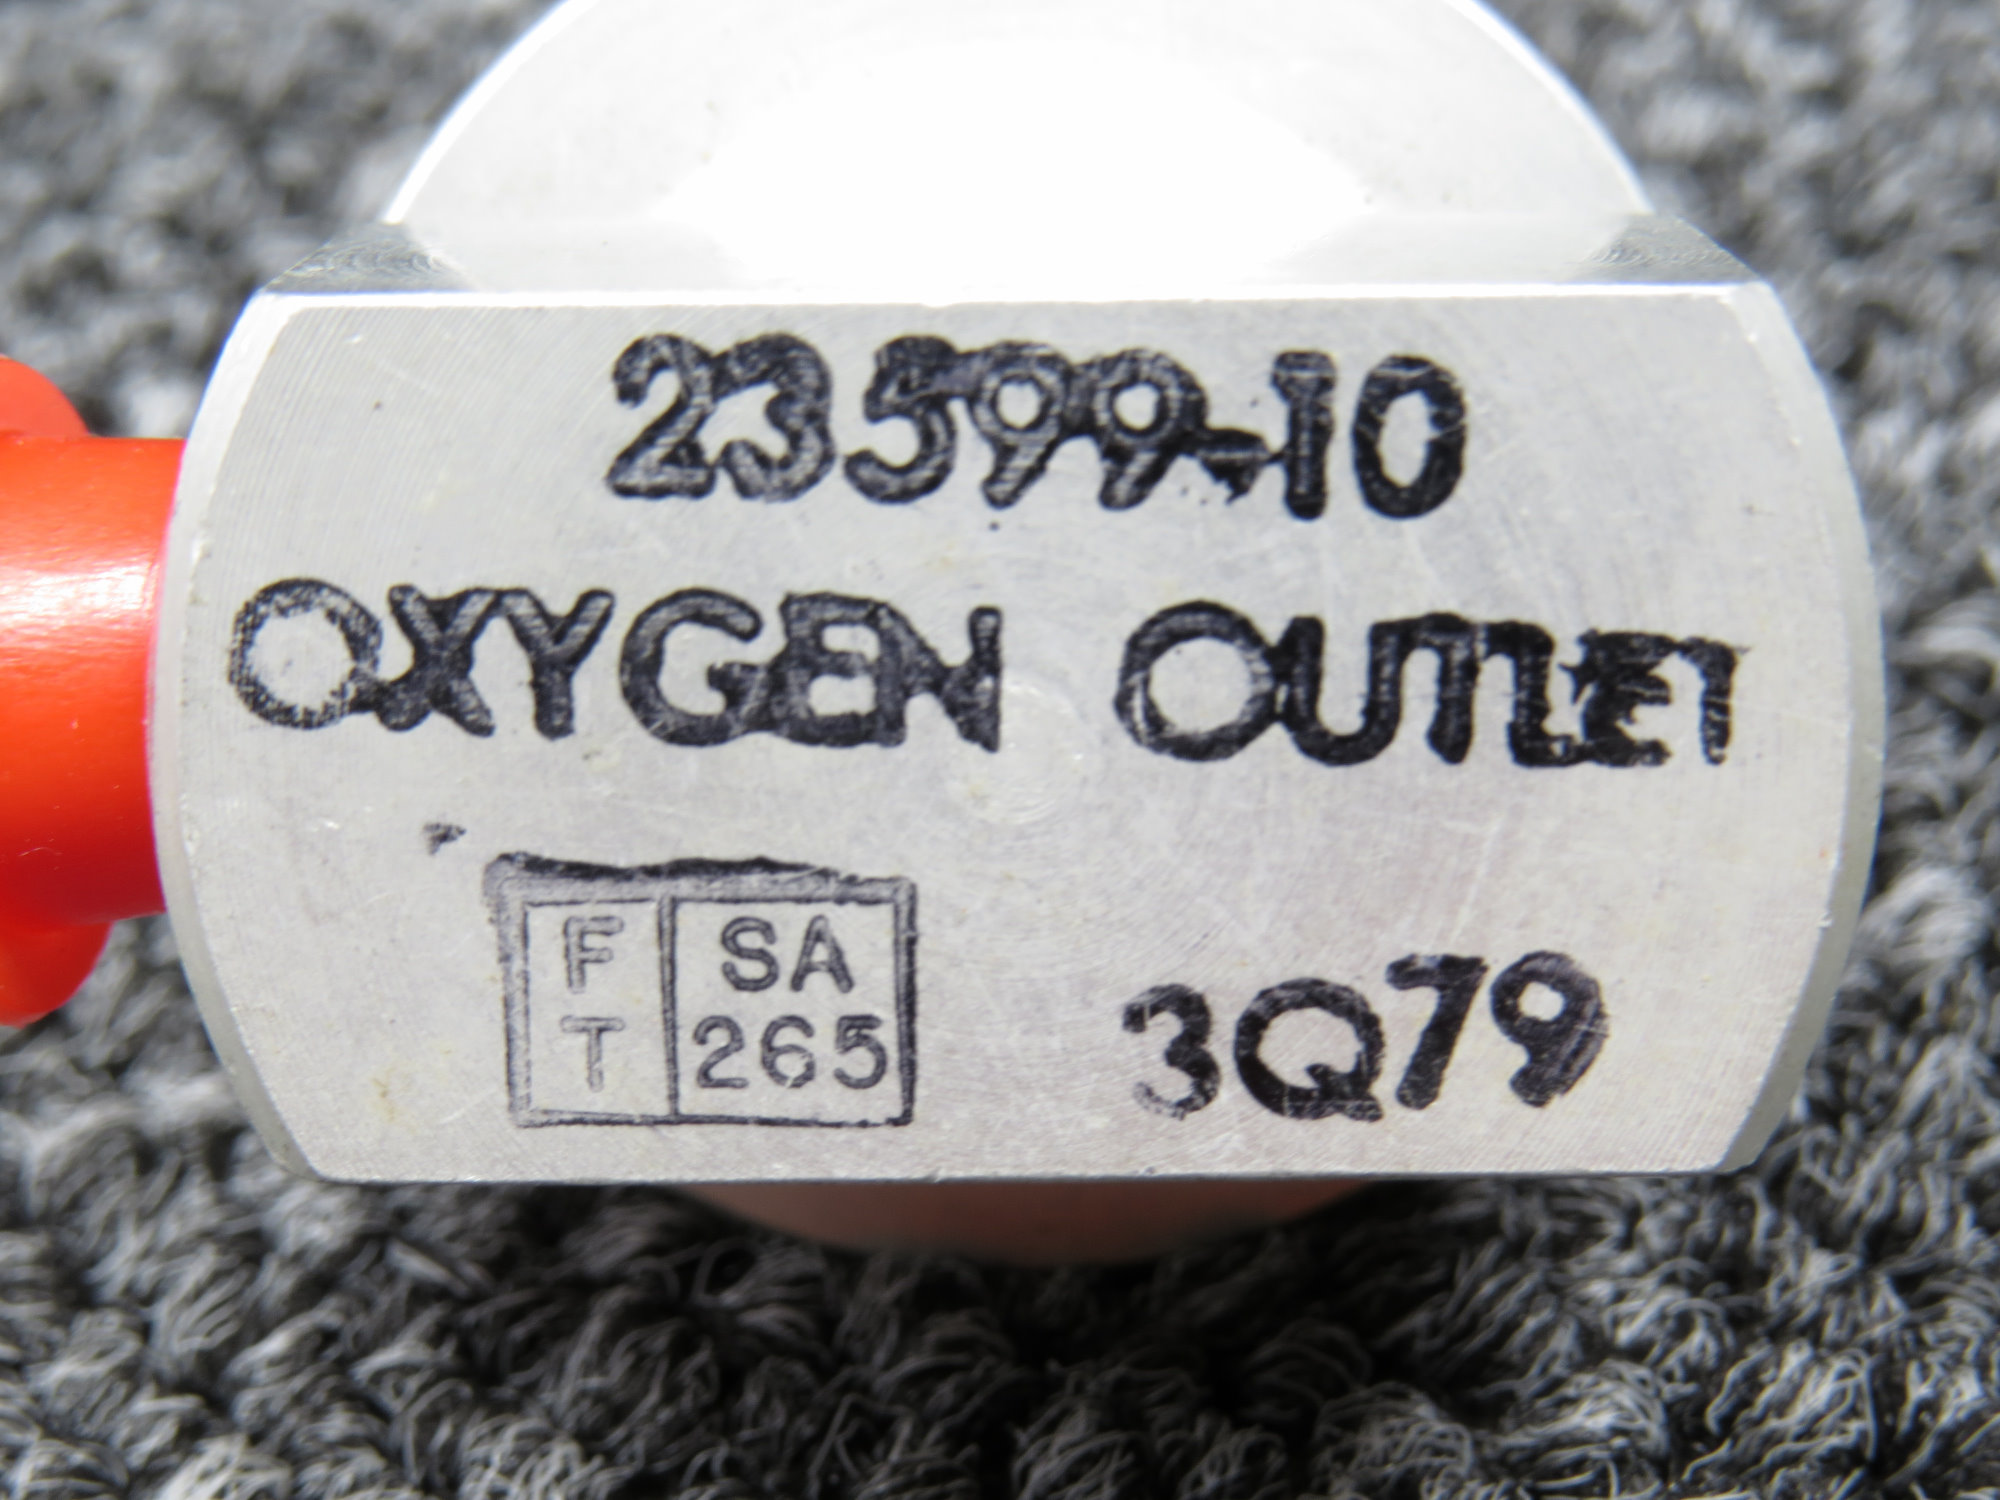 23599-10
OXYGEN OUTLET
F SA
T 265
3Q79